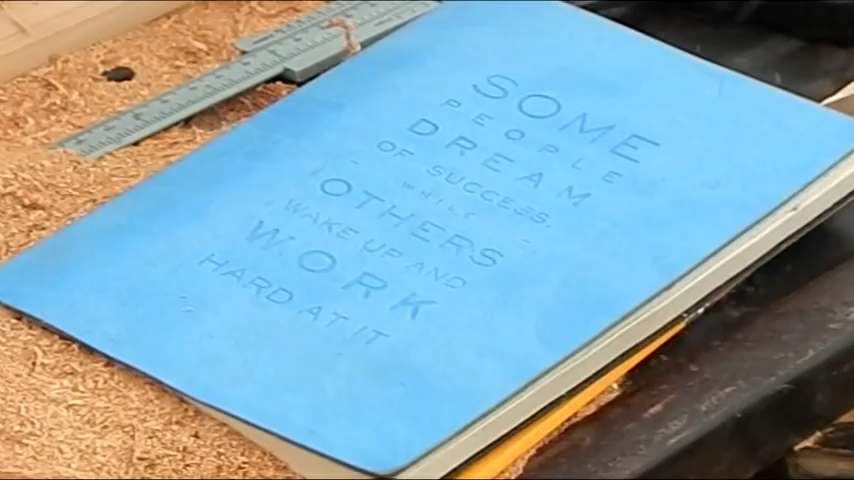 SOME
PEOPLE
DREAM
OF SUCCESS,
WHILE
OTHERS
WAKE UP AND
WORK
HARD AT IT